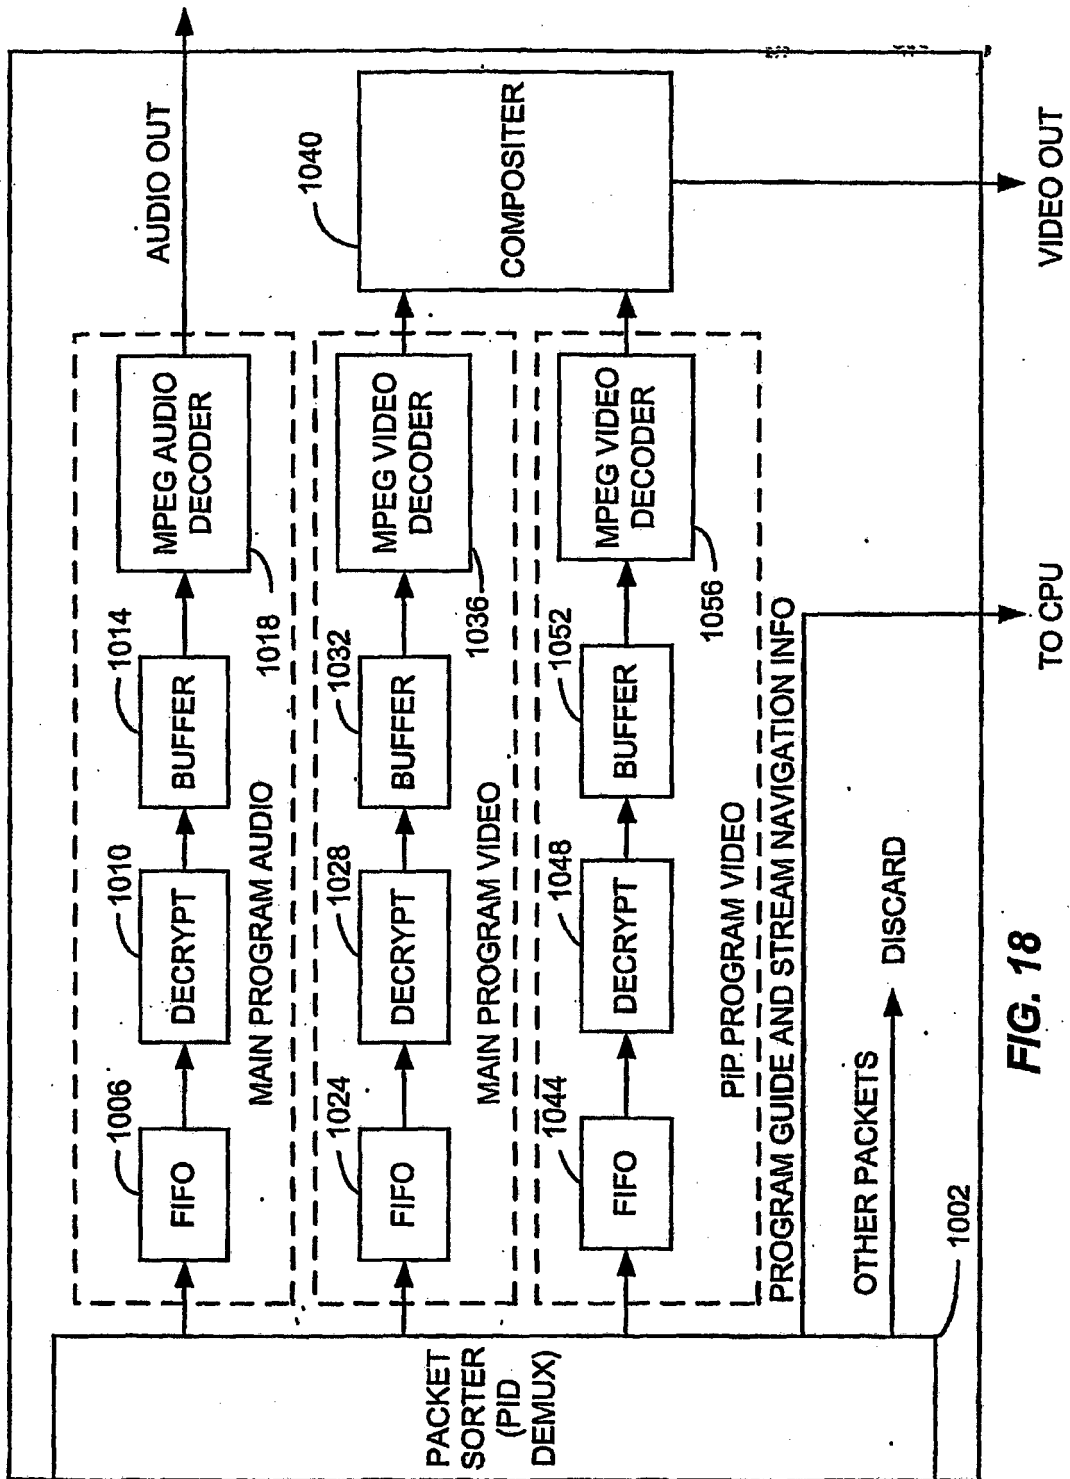 PACKET
SORTER
(PID
DEMUX)
1002
FIFO
1006
DECRYPT
1010
BUFFER
1014
MPEG AUDIO
DECODER
1018
MAIN PROGRAM AUDIO
AUDIO OUT
FIFO
1024
DECRYPT
1028
BUFFER
1032
MPEG VIDEO
DECODER
1036
MAIN PROGRAM VIDEO
FIFO
1044
DECRYPT
1048
BUFFER
1052
MPEG VIDEO
DECODER
1056
PiP PROGRAM VIDEO
COMPOSITER
1040
VIDEO OUT
PROGRAM GUIDE AND STREAM NAVIGATION INFO
TO CPU
OTHER PACKETS
DISCARD
FIG. 18